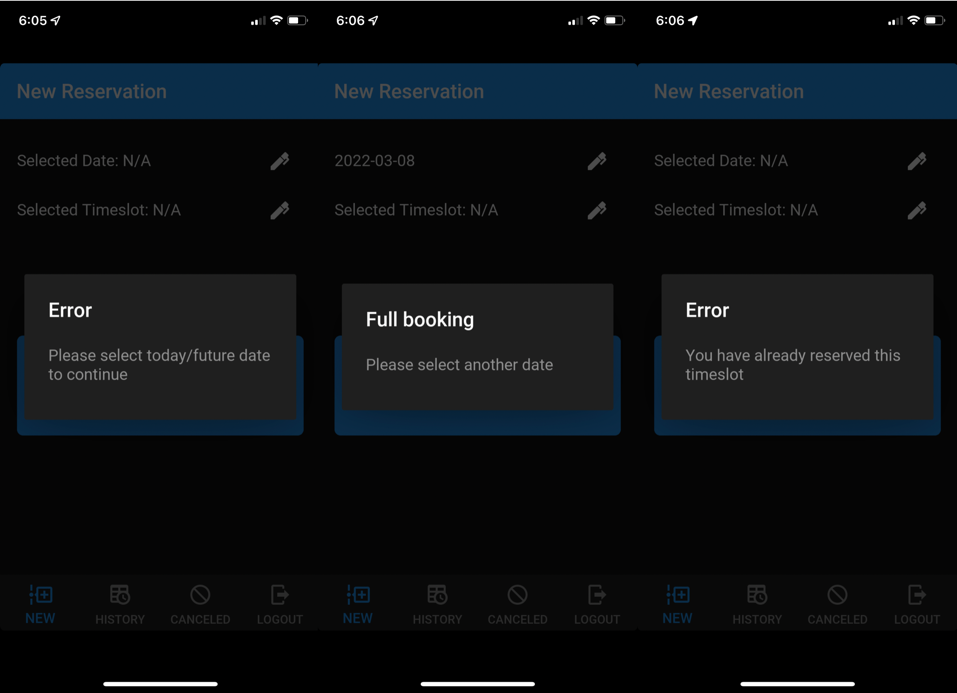 6:05
New Reservation
Selected Date: N/A
Selected Timeslot: N/A
Error
Please select today/future date
to continue
NEW
HISTORY
CANCELED
LOGOUT
6:06
New Reservation
2022-03-08
Selected Timeslot: N/A
Full booking
Please select another date
NEW
HISTORY
CANCELED
LOGOUT
6:06
New Reservation
Selected Date: N/A
Selected Timeslot: N/A
Error
You have already reserved this
timeslot
NEW
HISTORY
CANCELED
LOGOUT